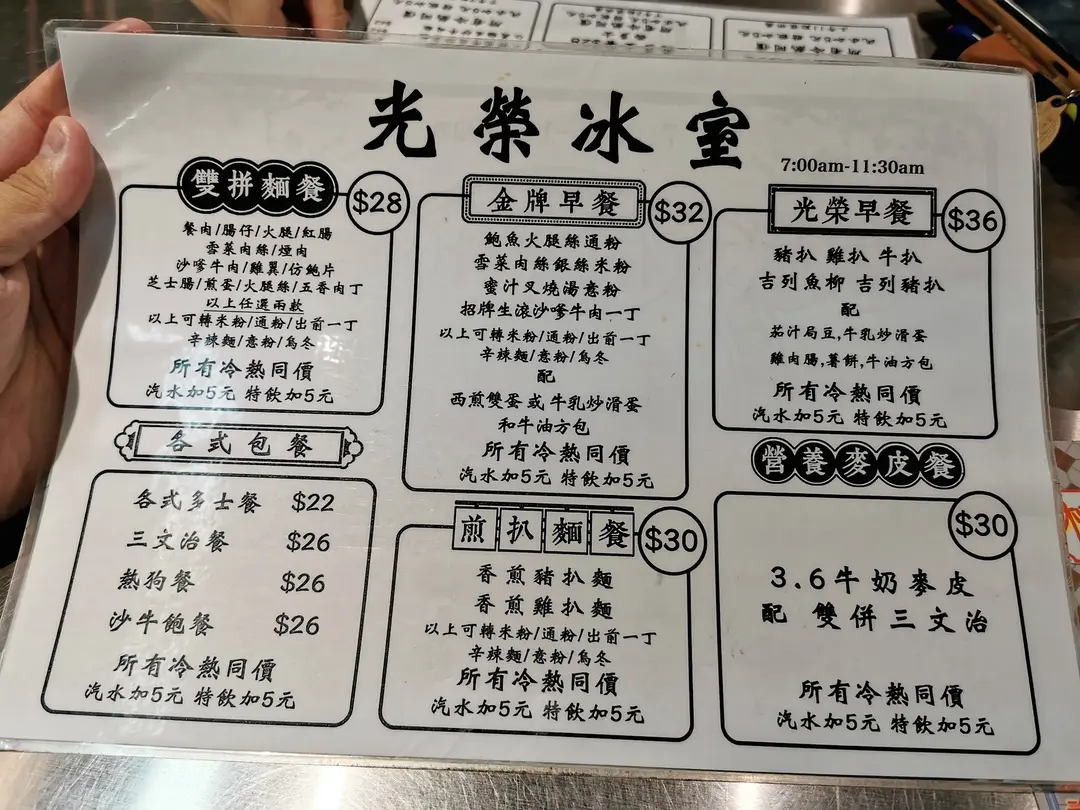 光榮冰室
7:00am-11:30am
雙拼麵餐
$28
餐肉/腸仔/火腿/紅腸
雪菜肉絲/煙肉
沙嗲牛肉/雞翼/仿鮑片
芝士腸/煎蛋/火腿絲/五香肉丁
以上任選兩款
以上可轉米粉/通粉/出前一丁
辛辣麵/意粉/烏冬
所有冷熱同價
汽水加5元 特飲加5元
金牌早餐
$32
鮑魚火腿絲通粉
雪菜肉絲銀絲米粉
蜜汁叉燒湯意粉
招牌生滾沙嗲牛肉一丁
以上可轉米粉/通粉/出前一丁
辛辣麵/意粉/烏冬
配
西煎雙蛋或牛乳炒滑蛋
和牛油方包
所有冷熱同價
汽水加5元 特飲加5元
光榮早餐
$36
豬扒 雞扒 牛扒
吉列魚柳 吉列豬扒
配
茄汁局豆,牛乳炒滑蛋
雞肉腸,薯餅,牛油方包
所有冷熱同價
汽水加5元 特飲加5元
各式包餐
各式多士餐 $22
三文治餐 $26
熱狗餐 $26
沙牛飽餐 $26
所有冷熱同價
汽水加5元 特飲加5元
煎扒麵餐
$30
香煎豬扒麵
香煎雞扒麵
以上可轉米粉/通粉/出前一丁
辛辣麵/意粉/烏冬
所有冷熱同價
汽水加5元 特飲加5元
營養麥皮餐
$30
3.6牛奶麥皮
配 雙併三文治
所有冷熱同價
汽水加5元 特飲加5元